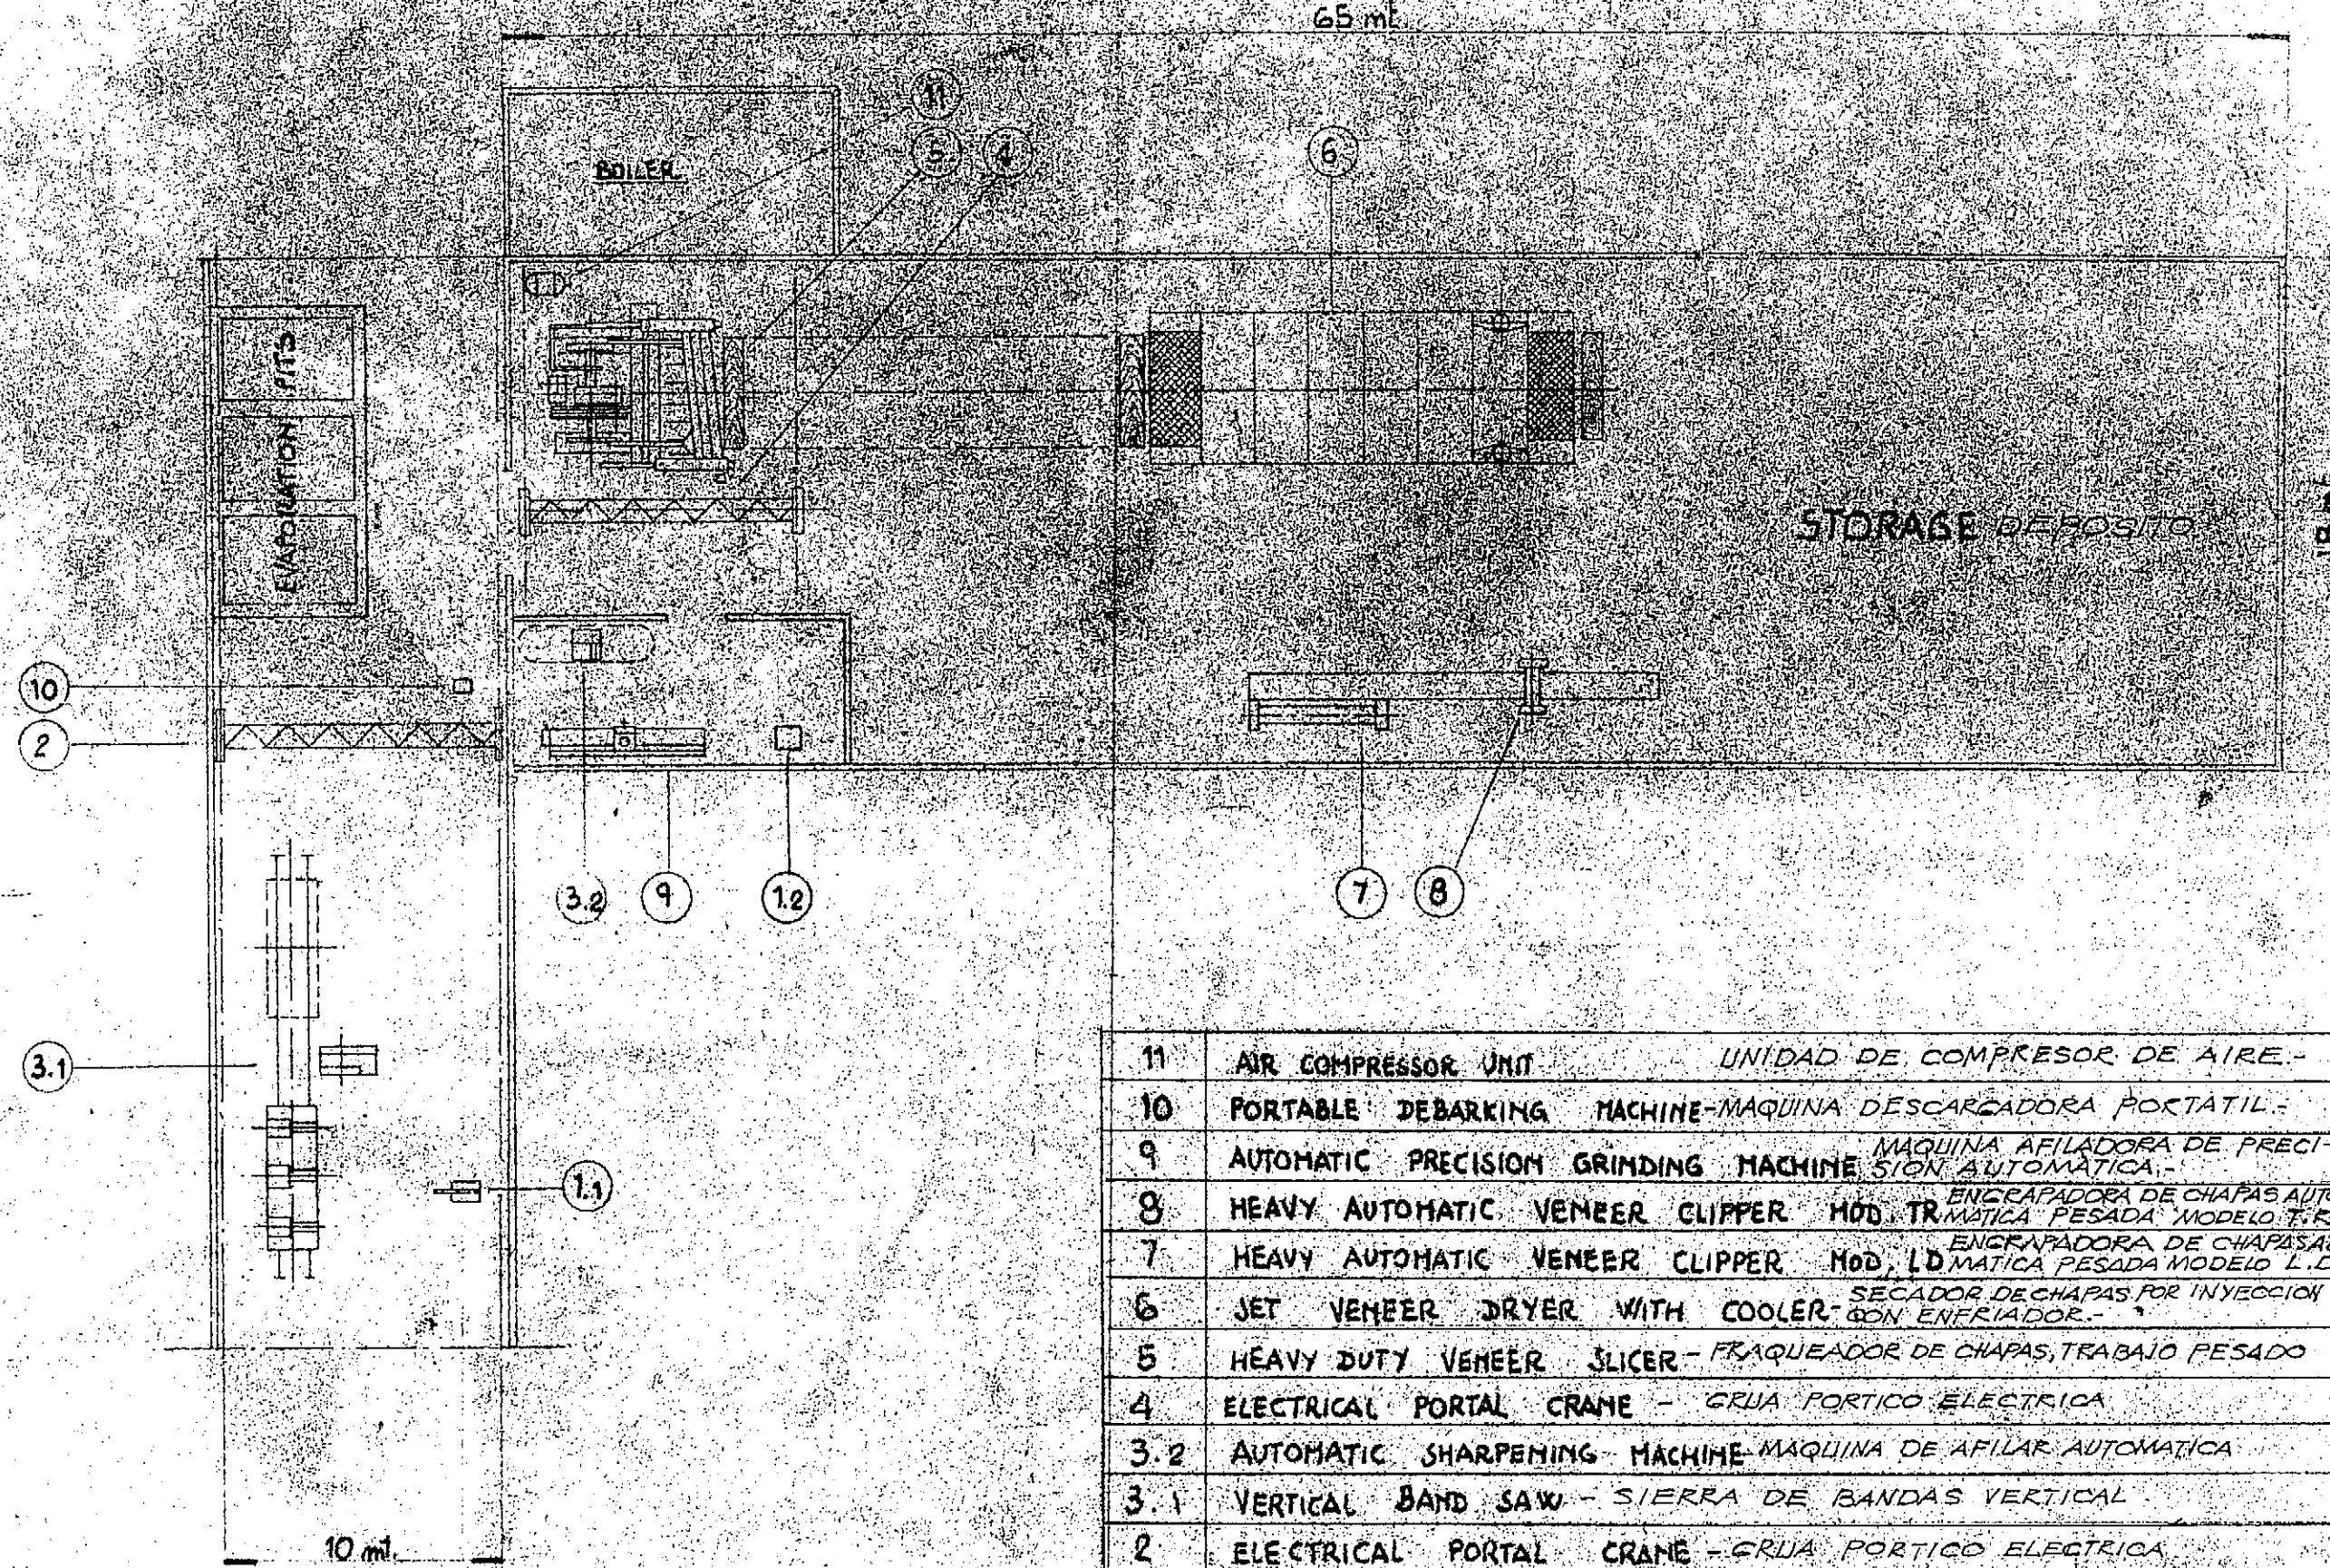 65 mt.
11
BOILER
5
4
6
EVAPORATION PITS
STORAGE DEPOSITO
10
2
3.2
9
1.2
7
8
3.1
1.1
11 AIR COMPRESSOR UNIT UNIDAD DE COMPRESOR DE AIRE.-
10 PORTABLE DEBARKING MACHINE-MAQUINA DESCARCADORA PORTATIL.-
9 AUTOMATIC PRECISION GRINDING MACHINE MAQUINA AFILADORA DE PRECI-
SION AUTOMATICA.-
8 HEAVY AUTOMATIC VENEER CLIPPER MOD. TR ENGRAPADORA DE CHAPAS AUTO
MATICA PESADA MODELO T.R
7 HEAVY AUTOMATIC VENEER CLIPPER MOD. LD ENGRAPADORA DE CHAPAS AU
MATICA PESADA MODELO L.D
6 JET VENEER DRYER WITH COOLER- SECADOR DE CHAPAS POR INYECCION
CON ENFRIADOR.-
5 HEAVY DUTY VENEER SLICER - FRAQUEADOR DE CHAPAS, TRABAJO PESADO
4 ELECTRICAL PORTAL CRANE - GRUA PORTICO ELECTRICA
3.2 AUTOMATIC SHARPENING MACHINE-MAQUINA DE AFILAR AUTOMATICA
3.1 VERTICAL BAND SAW - SIERRA DE BANDAS VERTICAL
2 ELECTRICAL PORTAL CRANE - GRUA PORTICO ELECTRICA
10 mt.